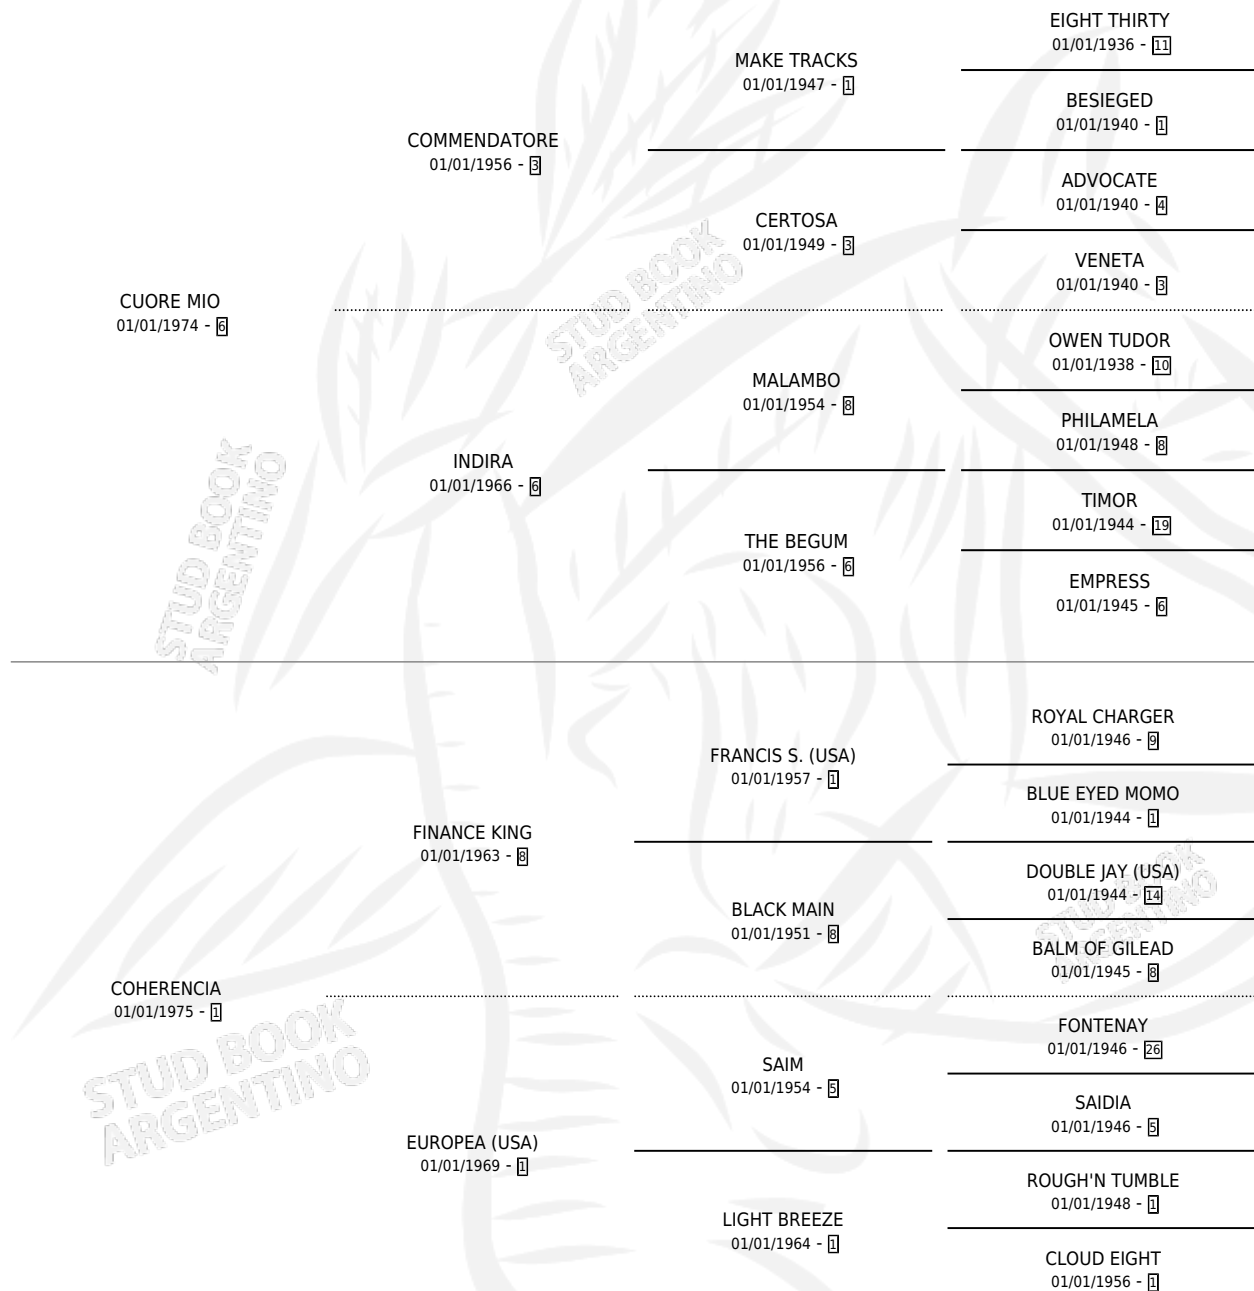 EIGHT THIRTY
01/01/1936 - 11
MAKE TRACKS
01/01/1947 - 1
BESIEGED
01/01/1940 - 1
COMMENDATORE
01/01/1956 - 3
ADVOCATE
01/01/1940 - 4
CERTOSA
01/01/1949 - 3
VENETA
01/01/1940 - 3
CUORE MIO
01/01/1974 - 6
OWEN TUDOR
01/01/1938 - 10
MALAMBO
01/01/1954 - 8
PHILAMELA
01/01/1948 - 8
INDIRA
01/01/1966 - 6
TIMOR
01/01/1944 - 19
THE BEGUM
01/01/1956 - 6
EMPRESS
01/01/1945 - 6
ROYAL CHARGER
01/01/1946 - 9
FRANCIS S. (USA)
01/01/1957 - 1
BLUE EYED MOMO
01/01/1944 - 1
FINANCE KING
01/01/1963 - 8
DOUBLE JAY (USA)
01/01/1944 - 14
BLACK MAIN
01/01/1951 - 8
BALM OF GILEAD
01/01/1945 - 8
COHERENCIA
01/01/1975 - 1
FONTENAY
01/01/1946 - 26
SAIM
01/01/1954 - 5
SAIDIA
01/01/1946 - 5
EUROPEA (USA)
01/01/1969 - 1
ROUGH'N TUMBLE
01/01/1948 - 1
LIGHT BREEZE
01/01/1964 - 1
CLOUD EIGHT
01/01/1956 - 1
STUD BOOK
ARGENTINO
STUD BOOK
ARGENTINO
STUD BOOK
ARGENTINO
STUD BOOK
ARGENTINO